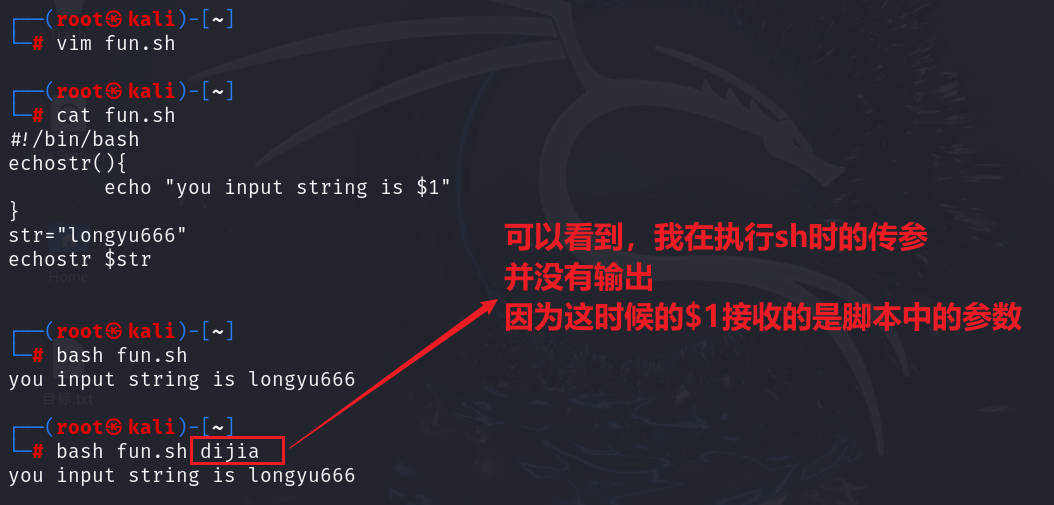 ┌──(root㉿kali)-[~]
└─# vim fun.sh
┌──(root㉿kali)-[~]
└─# cat fun.sh
#!/bin/bash
echostr(){
        echo "you input string is $1"
}
str="longyu666"
echostr $str
Home
┌──(root㉿kali)-[~]
└─# bash fun.sh
you input string is longyu666
目标.txt
┌──(root㉿kali)-[~]
└─# bash fun.sh dijia
you input string is longyu666
可以看到，我在执行sh时的传参
并没有输出
因为这时候的$1接收的是脚本中的参数